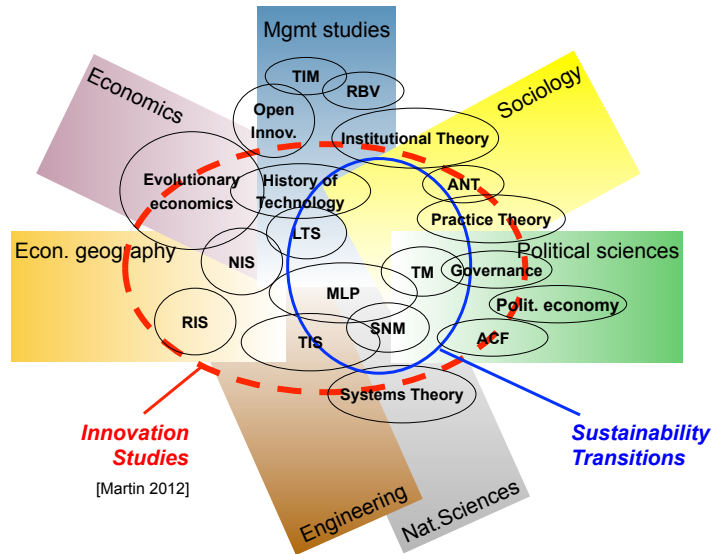 Mgmt studies
Economics
Sociology
TIM
RBV
Open
Innov.
Institutional Theory
Evolutionary
economics
History of
Technology
ANT
Practice Theory
LTS
Econ. geography
Political sciences
NIS
TM
Governance
MLP
Polit. economy
RIS
SNM
TIS
ACF
Systems Theory
Innovation
Studies
[Martin 2012]
Sustainability
Transitions
Engineering
Nat.Sciences